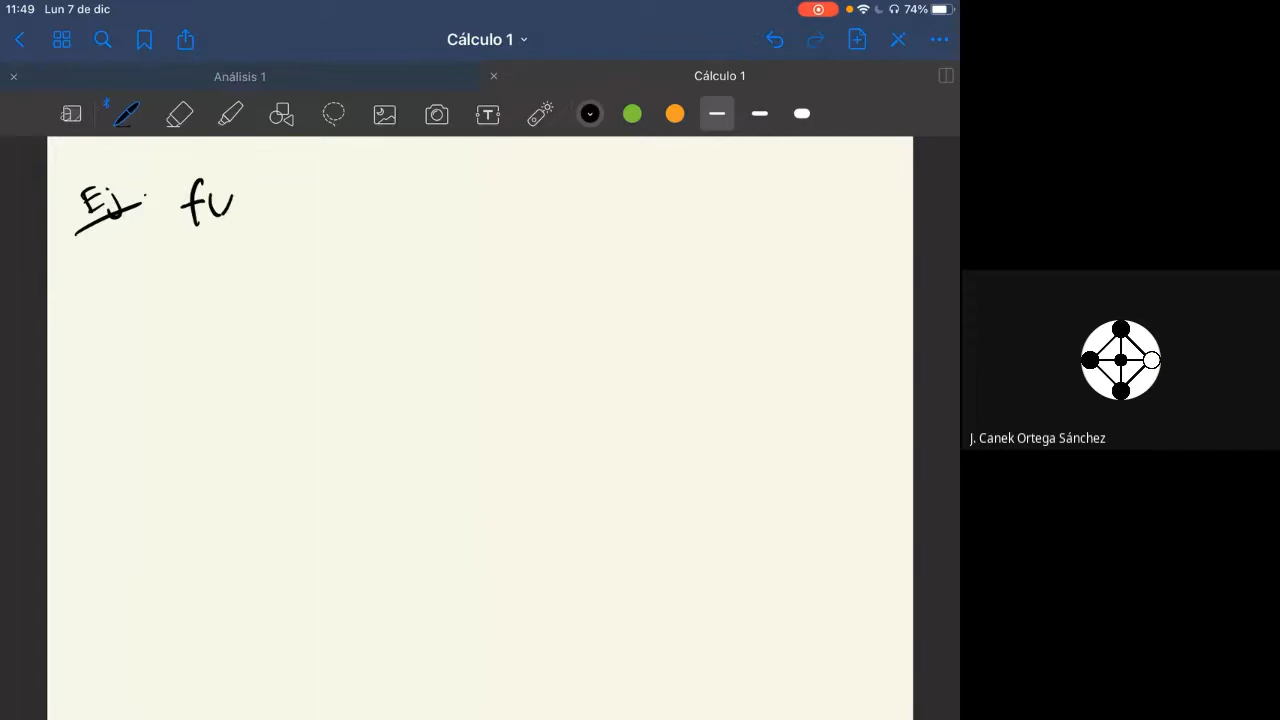 11:49 Lun 7 de dic 74%
Cálculo 1
Análisis 1 Cálculo 1
T
Ej. fu
J. Canek Ortega Sánchez